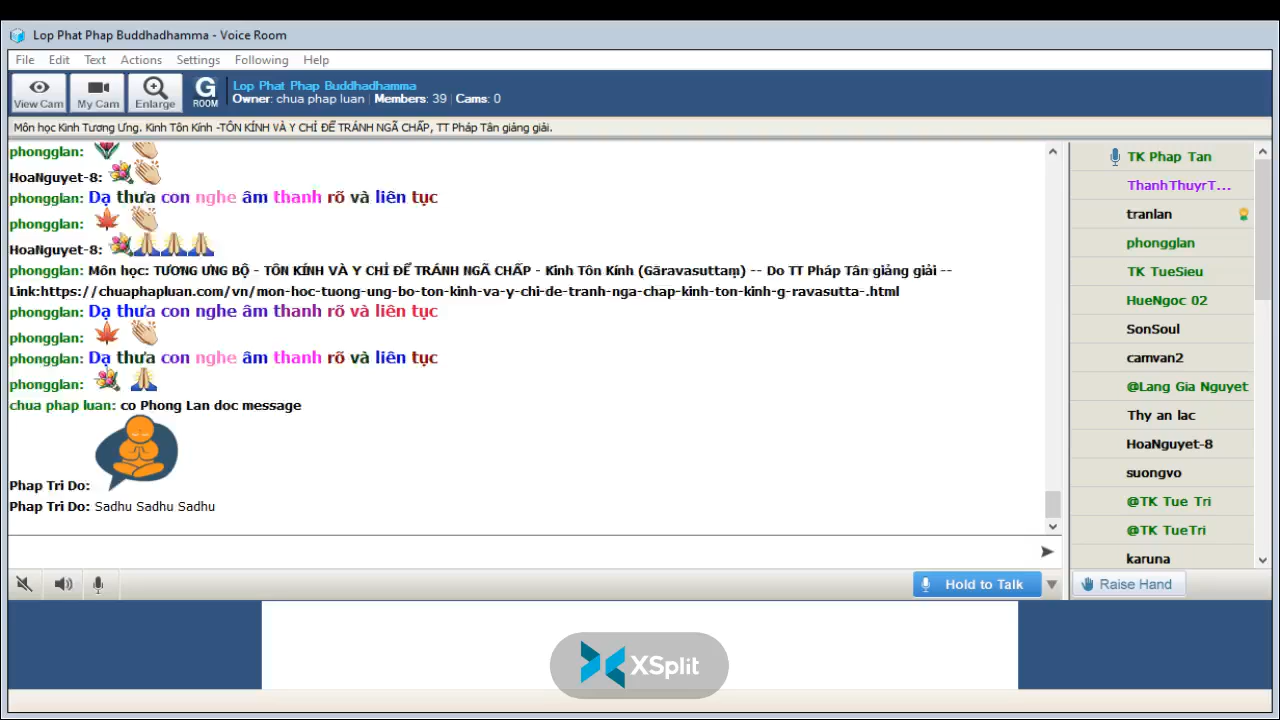 Lop Phat Phap Buddhadhamma - Voice Room
File Edit Text Actions Settings Following Help
View Cam
My Cam
Enlarge
G ROOM
Lop Phat Phap Buddhadhamma
Owner: chua phap luan | Members: 39 | Cams: 0
Môn học Kinh Tương Ưng. Kinh Tôn Kính -TÔN KÍNH VÀ Y CHỈ ĐỂ TRÁNH NGÃ CHẤP, TT Pháp Tân giảng giải.
phongglan:
HoaNguyet-8:
phongglan: Dạ thưa con nghe âm thanh rõ và liên tục
phongglan:
HoaNguyet-8:
phongglan: Môn học: TƯƠNG ƯNG BỘ - TÔN KÍNH VÀ Y CHỈ ĐỂ TRÁNH NGÃ CHẤP - Kinh Tôn Kính (Gāravasuttaṃ) -- Do TT Pháp Tân giảng giải --
Link:https://chuaphapluan.com/vn/mon-hoc-tuong-ung-bo-ton-kinh-va-y-chi-de-tranh-nga-chap-kinh-ton-kinh-g-ravasutta-.html
phongglan: Dạ thưa con nghe âm thanh rõ và liên tục
phongglan:
phongglan: Dạ thưa con nghe âm thanh rõ và liên tục
phongglan:
chua phap luan: co Phong Lan doc message
Phap Tri Do:
Phap Tri Do: Sadhu Sadhu Sadhu
TK Phap Tan
ThanhThuyrT...
tranlan
phongglan
TK TueSieu
HueNgoc 02
SonSoul
camvan2
@Lang Gia Nguyet
Thy an lac
HoaNguyet-8
suongvo
@TK Tue Tri
@TK TueTri
karuna
Hold to Talk
Raise Hand
XSplit